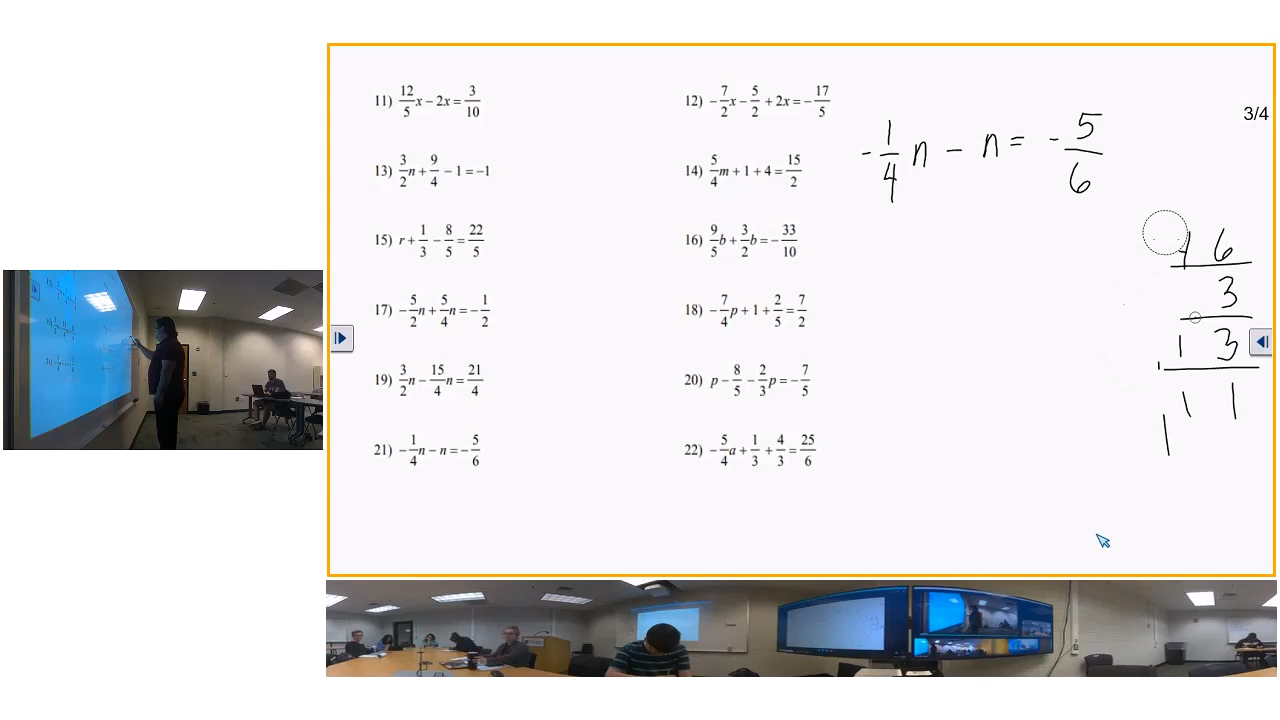 11) 12/5 x − 2x = 3/10
12) −7/2 x − 5/2 + 2x = −17/5
13) 3/2 n + 9/4 − 1 = −1
14) 5/4 m + 1 + 4 = 15/2
15) r + 1/3 − 8/5 = 22/5
16) 9/5 b + 3/2 b = −33/10
17) −5/2 n + 5/4 n = −1/2
18) −7/4 p + 1 + 2/5 = 7/2
19) 3/2 n − 15/4 n = 21/4
20) p − 8/5 − 2/3 p = −7/5
21) −1/4 n − n = −5/6
22) −5/4 a + 1/3 + 4/3 = 25/6
3/4
-1/4 n − n = -5/6
6
3
1 3
1 1